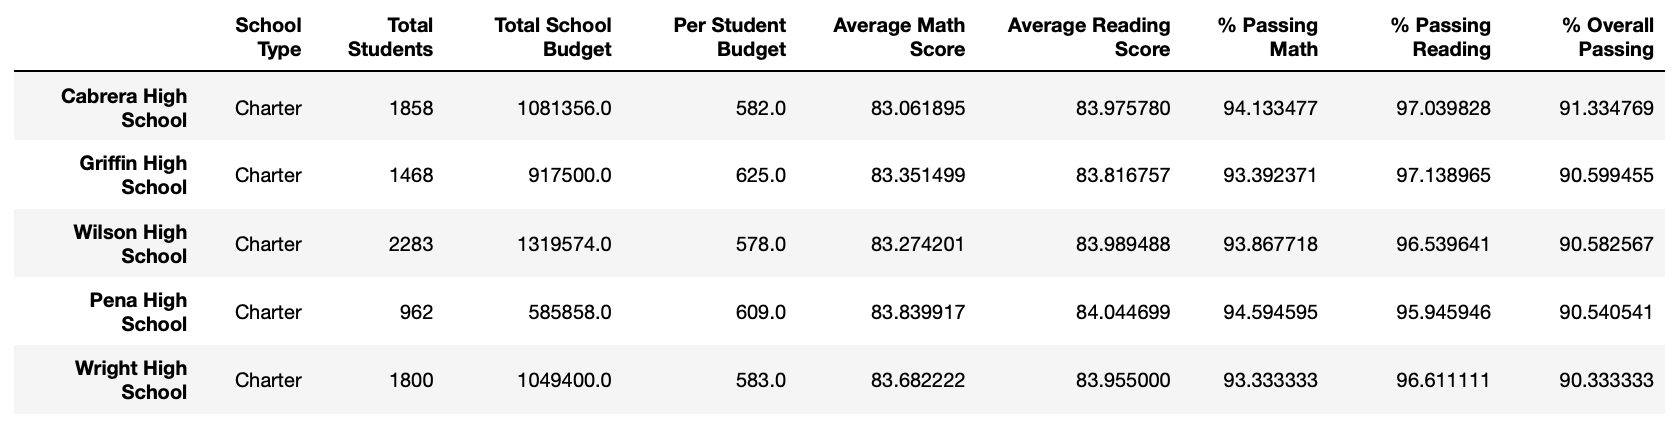 School Type Total Students Total School Budget Per Student Budget Average Math Score Average Reading Score % Passing Math % Passing Reading % Overall Passing
Cabrera High School Charter 1858 1081356.0 582.0 83.061895 83.975780 94.133477 97.039828 91.334769
Griffin High School Charter 1468 917500.0 625.0 83.351499 83.816757 93.392371 97.138965 90.599455
Wilson High School Charter 2283 1319574.0 578.0 83.274201 83.989488 93.867718 96.539641 90.582567
Pena High School Charter 962 585858.0 609.0 83.839917 84.044699 94.594595 95.945946 90.540541
Wright High School Charter 1800 1049400.0 583.0 83.682222 83.955000 93.333333 96.611111 90.333333